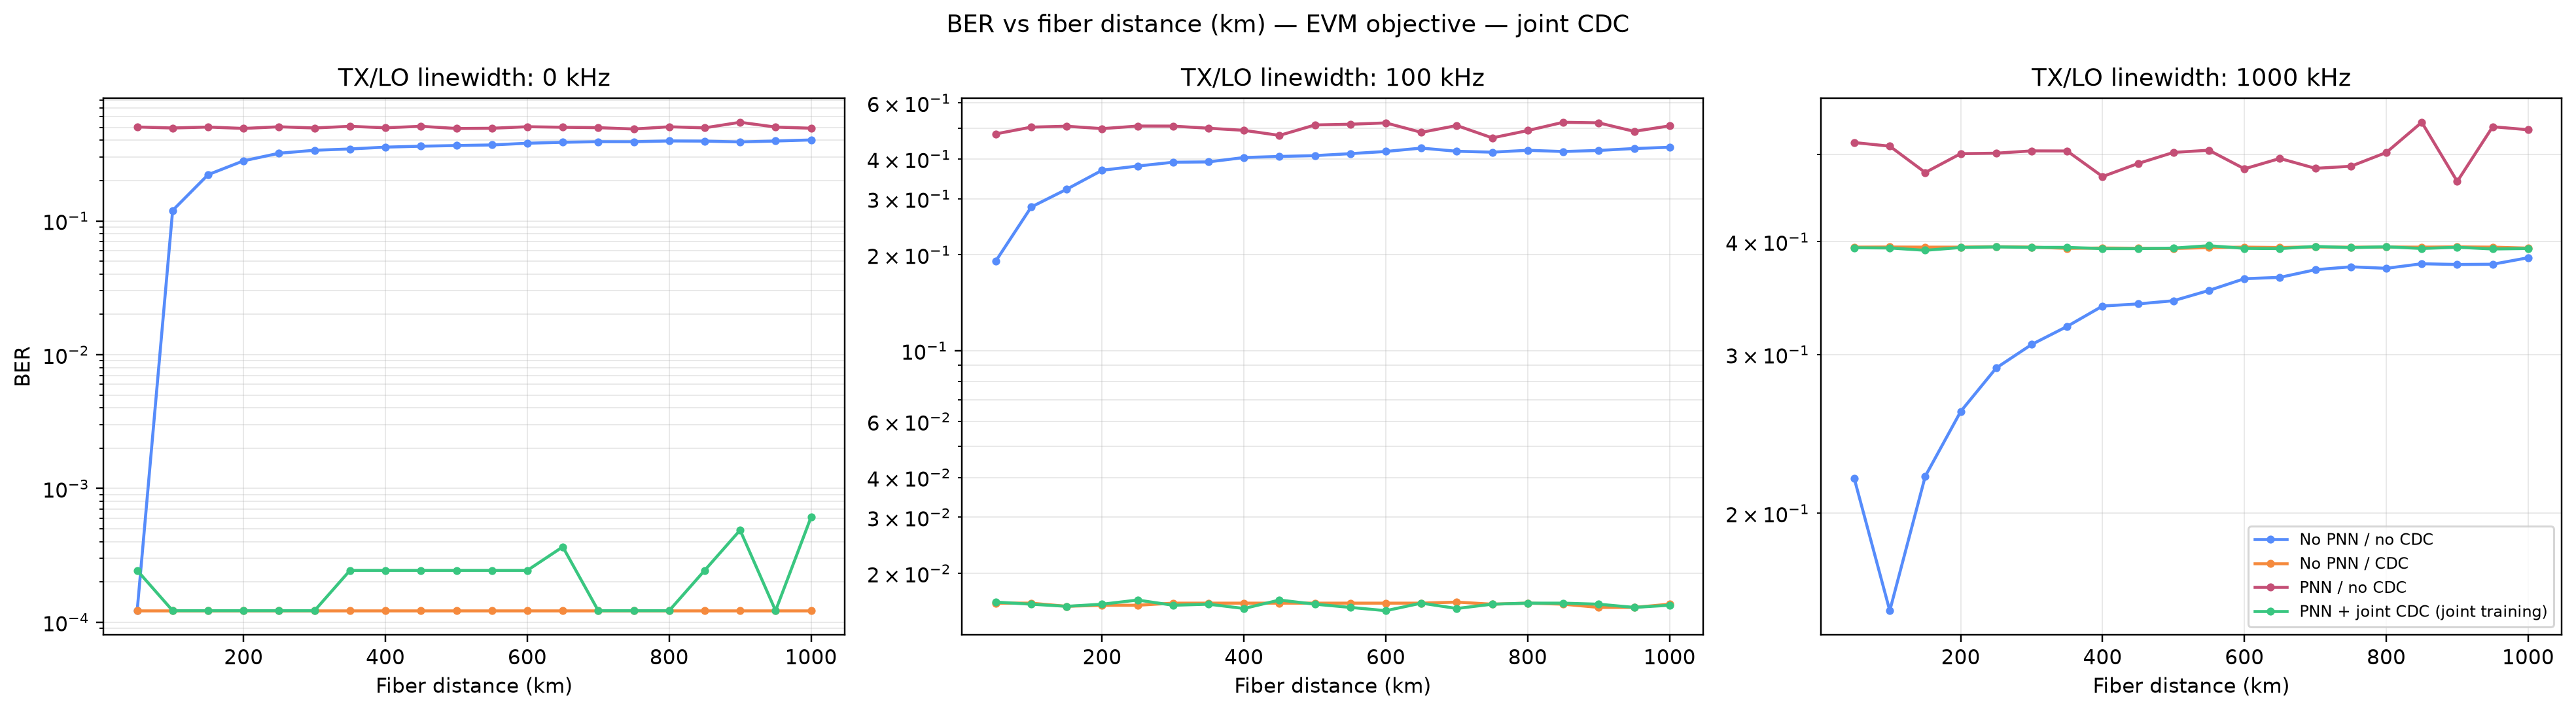 BER vs fiber distance (km) — EVM objective — joint CDC
TX/LO linewidth: 0 kHz
BER
10⁻¹
10⁻²
10⁻³
10⁻⁴
200 400 600 800 1000
Fiber distance (km)
TX/LO linewidth: 100 kHz
6 × 10⁻¹
4 × 10⁻¹
3 × 10⁻¹
2 × 10⁻¹
10⁻¹
6 × 10⁻²
4 × 10⁻²
3 × 10⁻²
2 × 10⁻²
200 400 600 800 1000
Fiber distance (km)
TX/LO linewidth: 1000 kHz
4 × 10⁻¹
3 × 10⁻¹
2 × 10⁻¹
No PNN / no CDC
No PNN / CDC
PNN / no CDC
PNN + joint CDC (joint training)
200 400 600 800 1000
Fiber distance (km)